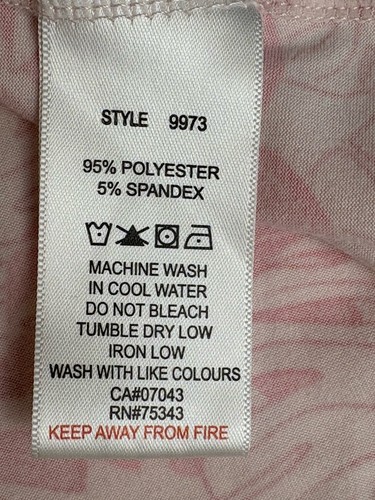 STYLE 9973
95% POLYESTER
5% SPANDEX
MACHINE WASH
IN COOL WATER
DO NOT BLEACH
TUMBLE DRY LOW
IRON LOW
WASH WITH LIKE COLOURS
CA#07043
RN#75343
KEEP AWAY FROM FIRE